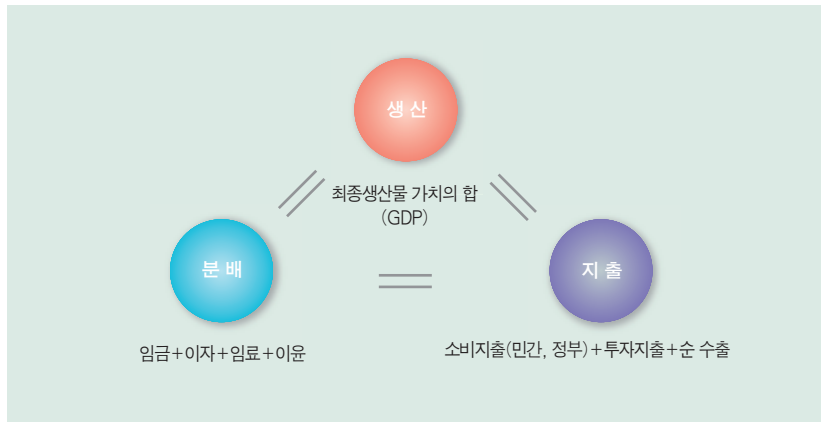 생 산
최종생산물 가치의 합
(GDP)
분 배
지 출
임금+이자+임료+이윤
소비지출(민간, 정부)+투자지출+순 수출